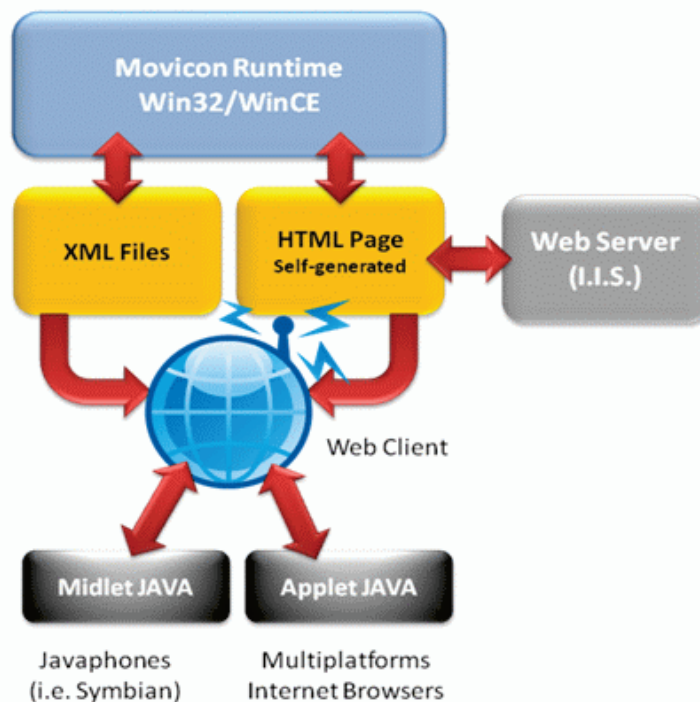 Movicon Runtime
Win32/WinCE
XML Files
HTML Page
Self-generated
Web Server
(I.I.S.)
Web Client
Midlet JAVA
Applet JAVA
Javaphones
(i.e. Symbian)
Multiplatforms
Internet Browsers